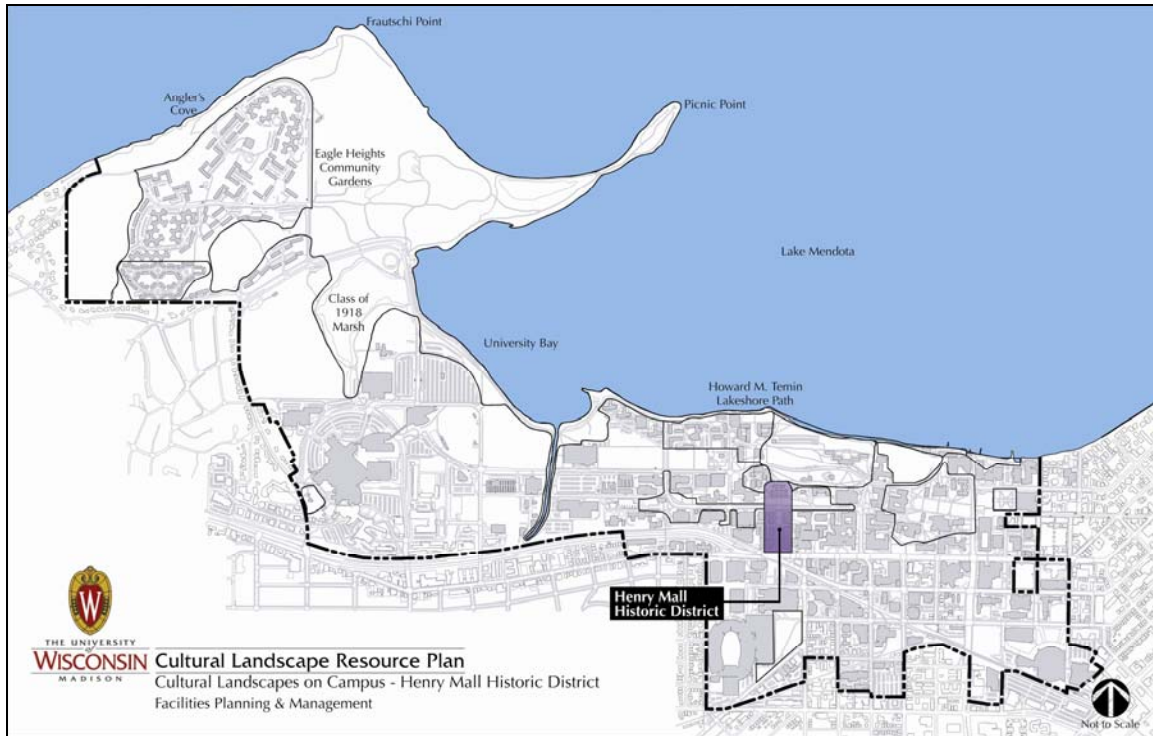 Frautschi Point
Angler's
Cove
Picnic Point
Eagle Heights
Community
Gardens
Lake Mendota
Class of
1918
Marsh
University Bay
Howard M. Temin
Lakeshore Path
Henry Mall
Historic District
W
THE UNIVERSITY
of
WISCONSIN
MADISON
Cultural Landscape Resource Plan
Cultural Landscapes on Campus - Henry Mall Historic District
Facilities Planning & Management
Not to Scale